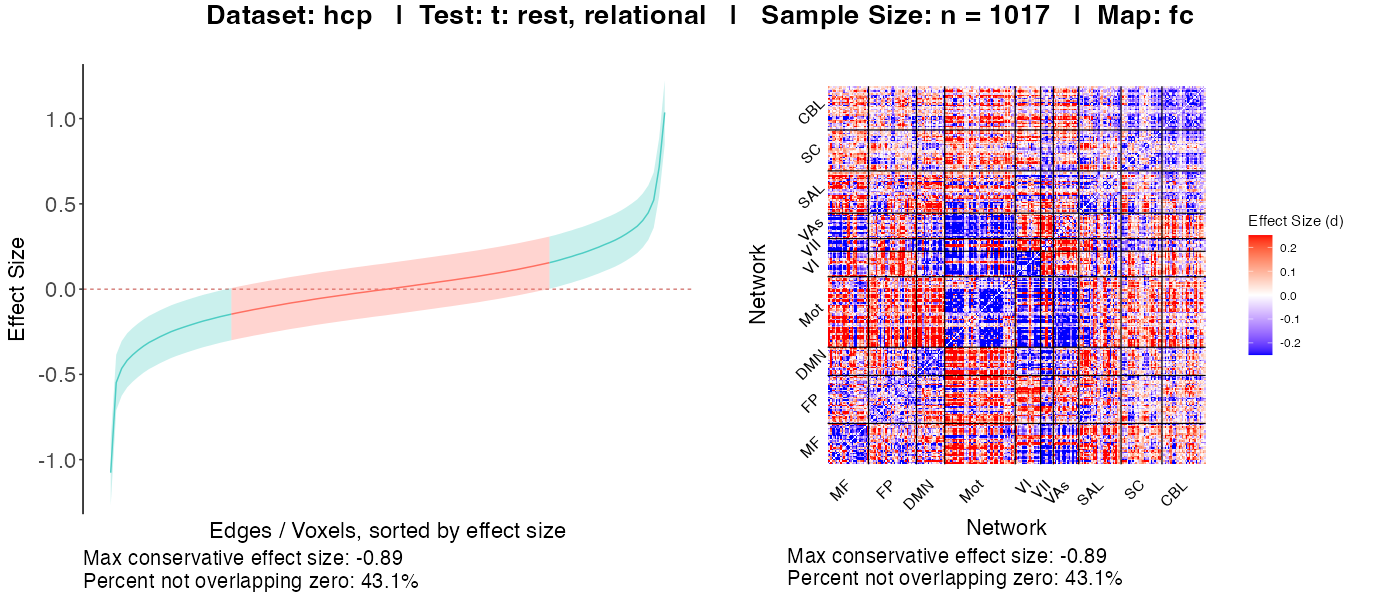 Dataset: hcp | Test: t: rest, relational | Sample Size: n = 1017 | Map: fc
Effect Size
1.0
0.5
0.0
-0.5
-1.0
Edges / Voxels, sorted by effect size
Max conservative effect size: -0.89
Percent not overlapping zero: 43.1%
Network
CBL
SC
SAL
VAs
VII
VI
Mot
DMN
FP
MF
MF
FP
DMN
Mot
VI
VII
VAs
SAL
SC
CBL
Network
Max conservative effect size: -0.89
Percent not overlapping zero: 43.1%
Effect Size (d)
0.2
0.1
0.0
-0.1
-0.2